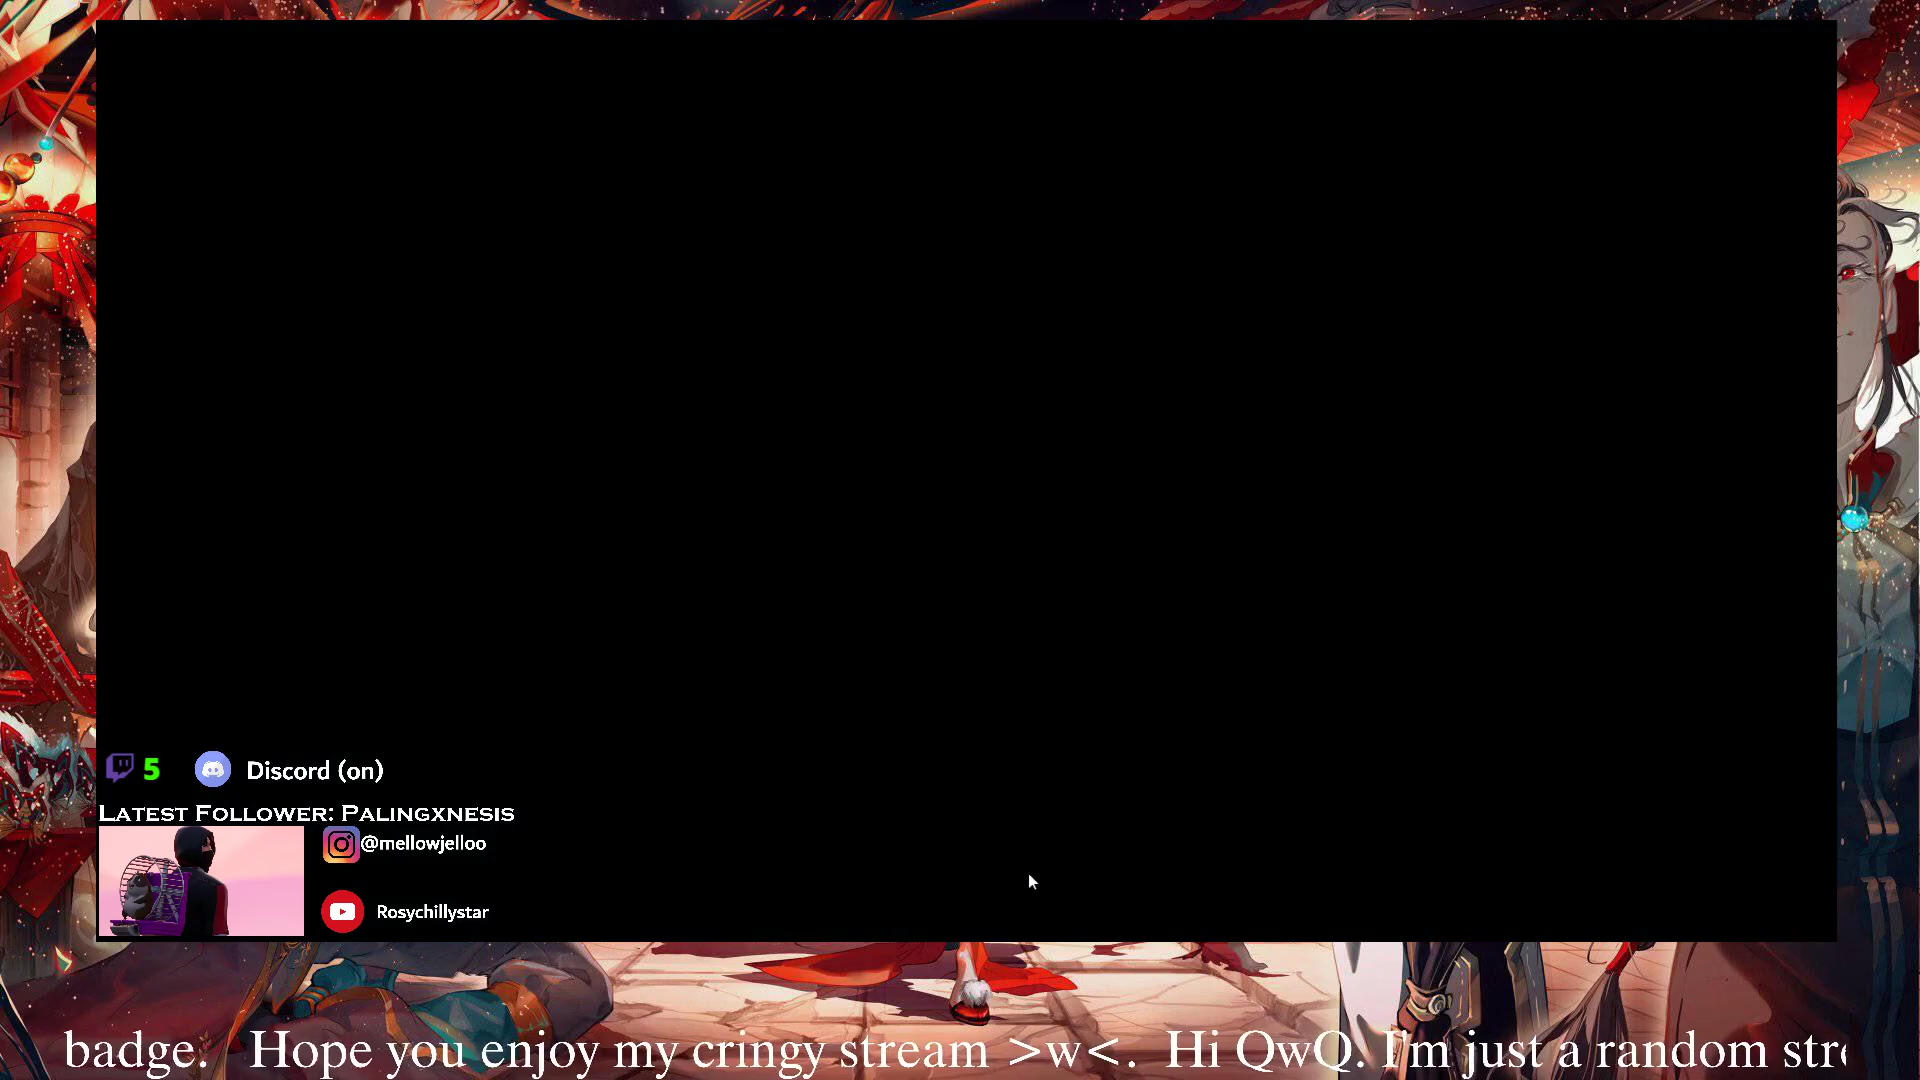 5 Discord (on)
Latest Follower: Palingxnesis
@mellowjelloo
Rosychillystar
badge. Hope you enjoy my cringy stream >w<. Hi QwQ. I'm just a random stre